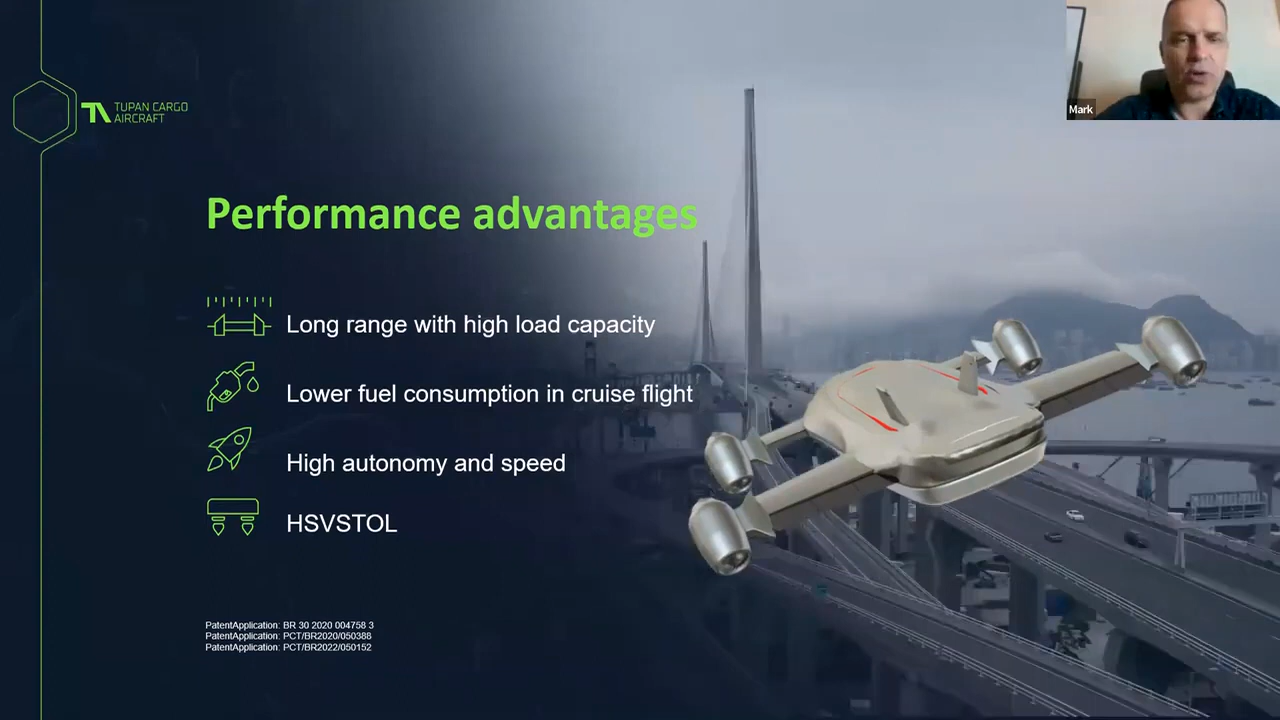 Mark
TUPAN CARGO
AIRCRAFT
Performance advantages
Long range with high load capacity
Lower fuel consumption in cruise flight
High autonomy and speed
HSVSTOL
PatentApplication: BR 30 2020 004758 3
PatentApplication: PCT/BR2020/050388
PatentApplication: PCT/BR2022/050152